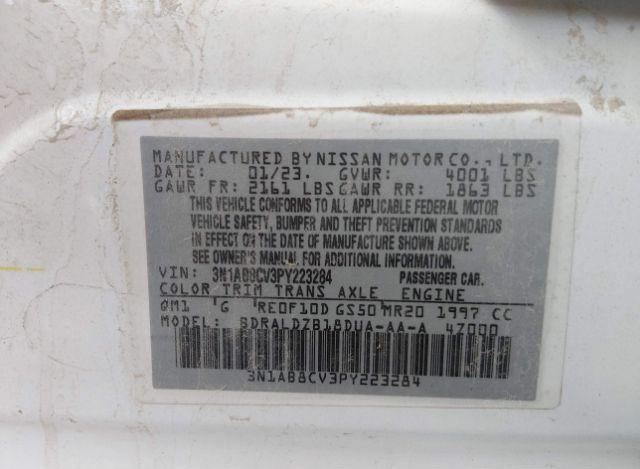 MANUFACTURED BY NISSAN MOTOR CO., LTD.
DATE: 01/23. GVWR: 4001 LBS
GAWR FR: 2161 LBS GAWR RR: 1863 LBS
THIS VEHICLE CONFORMS TO ALL APPLICABLE FEDERAL MOTOR
VEHICLE SAFETY, BUMPER AND THEFT PREVENTION STANDARDS
IN EFFECT ON THE DATE OF MANUFACTURE SHOWN ABOVE.
SEE OWNER'S MANUAL, FOR ADDITIONAL INFORMATION.
VIN: 3N1AB8CV3PY223284 PASSENGER CAR.
COLOR TRIM TRANS AXLE ENGINE
QM1 G RE0F10D GS50 MR20 1997 CC
MODEL: BDRALDZB18DUA-AA-A 4Z000
3N1AB8CV3PY223284